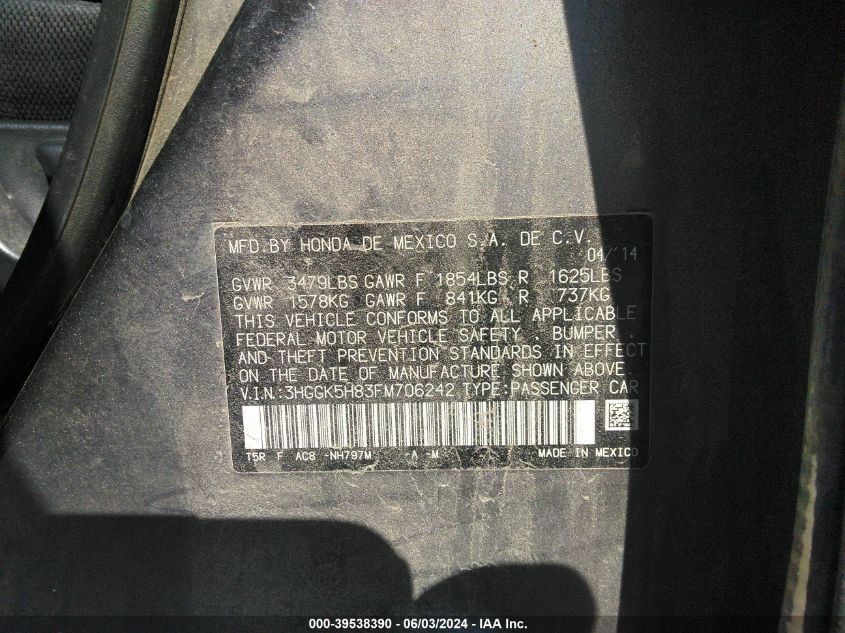 MFD.BY HONDA DE MEXICO S.A. DE C.V.
04/'14
GVWR 3479LBS GAWR F 1854LBS R 1625LBS
GVWR 1578KG GAWR F 841KG R 737KG
THIS VEHICLE CONFORMS TO ALL APPLICABLE
FEDERAL MOTOR VEHICLE SAFETY , BUMPER ,
AND THEFT PREVENTION STANDARDS IN EFFECT
ON THE DATE OF MANUFACTURE SHOWN ABOVE.
V.I.N.:3HGGK5H83FM706242 TYPE:PASSENGER CAR
T5R F AC8 -NH797M -A -M MADE IN MEXICO
000-39538390 - 06/03/2024 - IAA Inc.